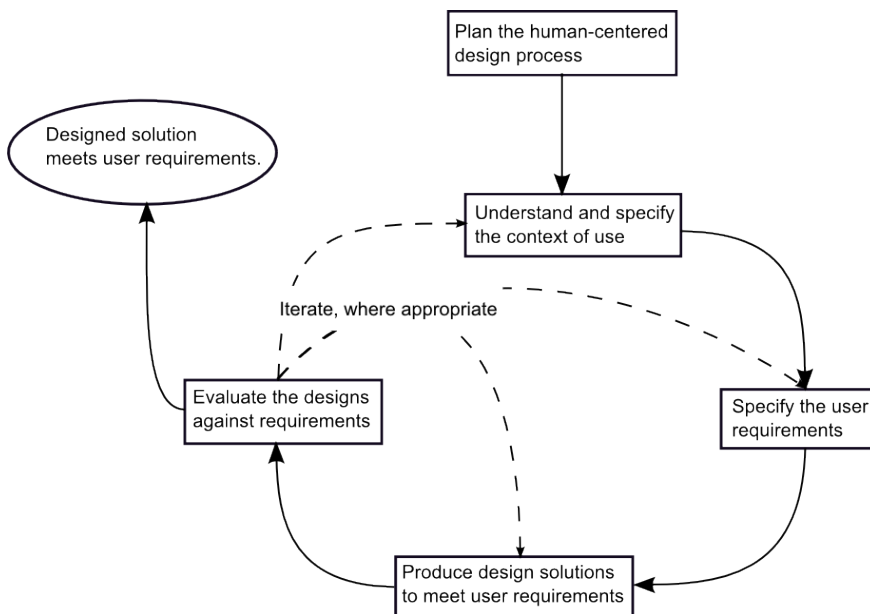 Plan the human-centered
design process
Designed solution
meets user requirements.
Understand and specify
the context of use
Iterate, where appropriate
Evaluate the designs
against requirements
Specify the user
requirements
Produce design solutions
to meet user requirements